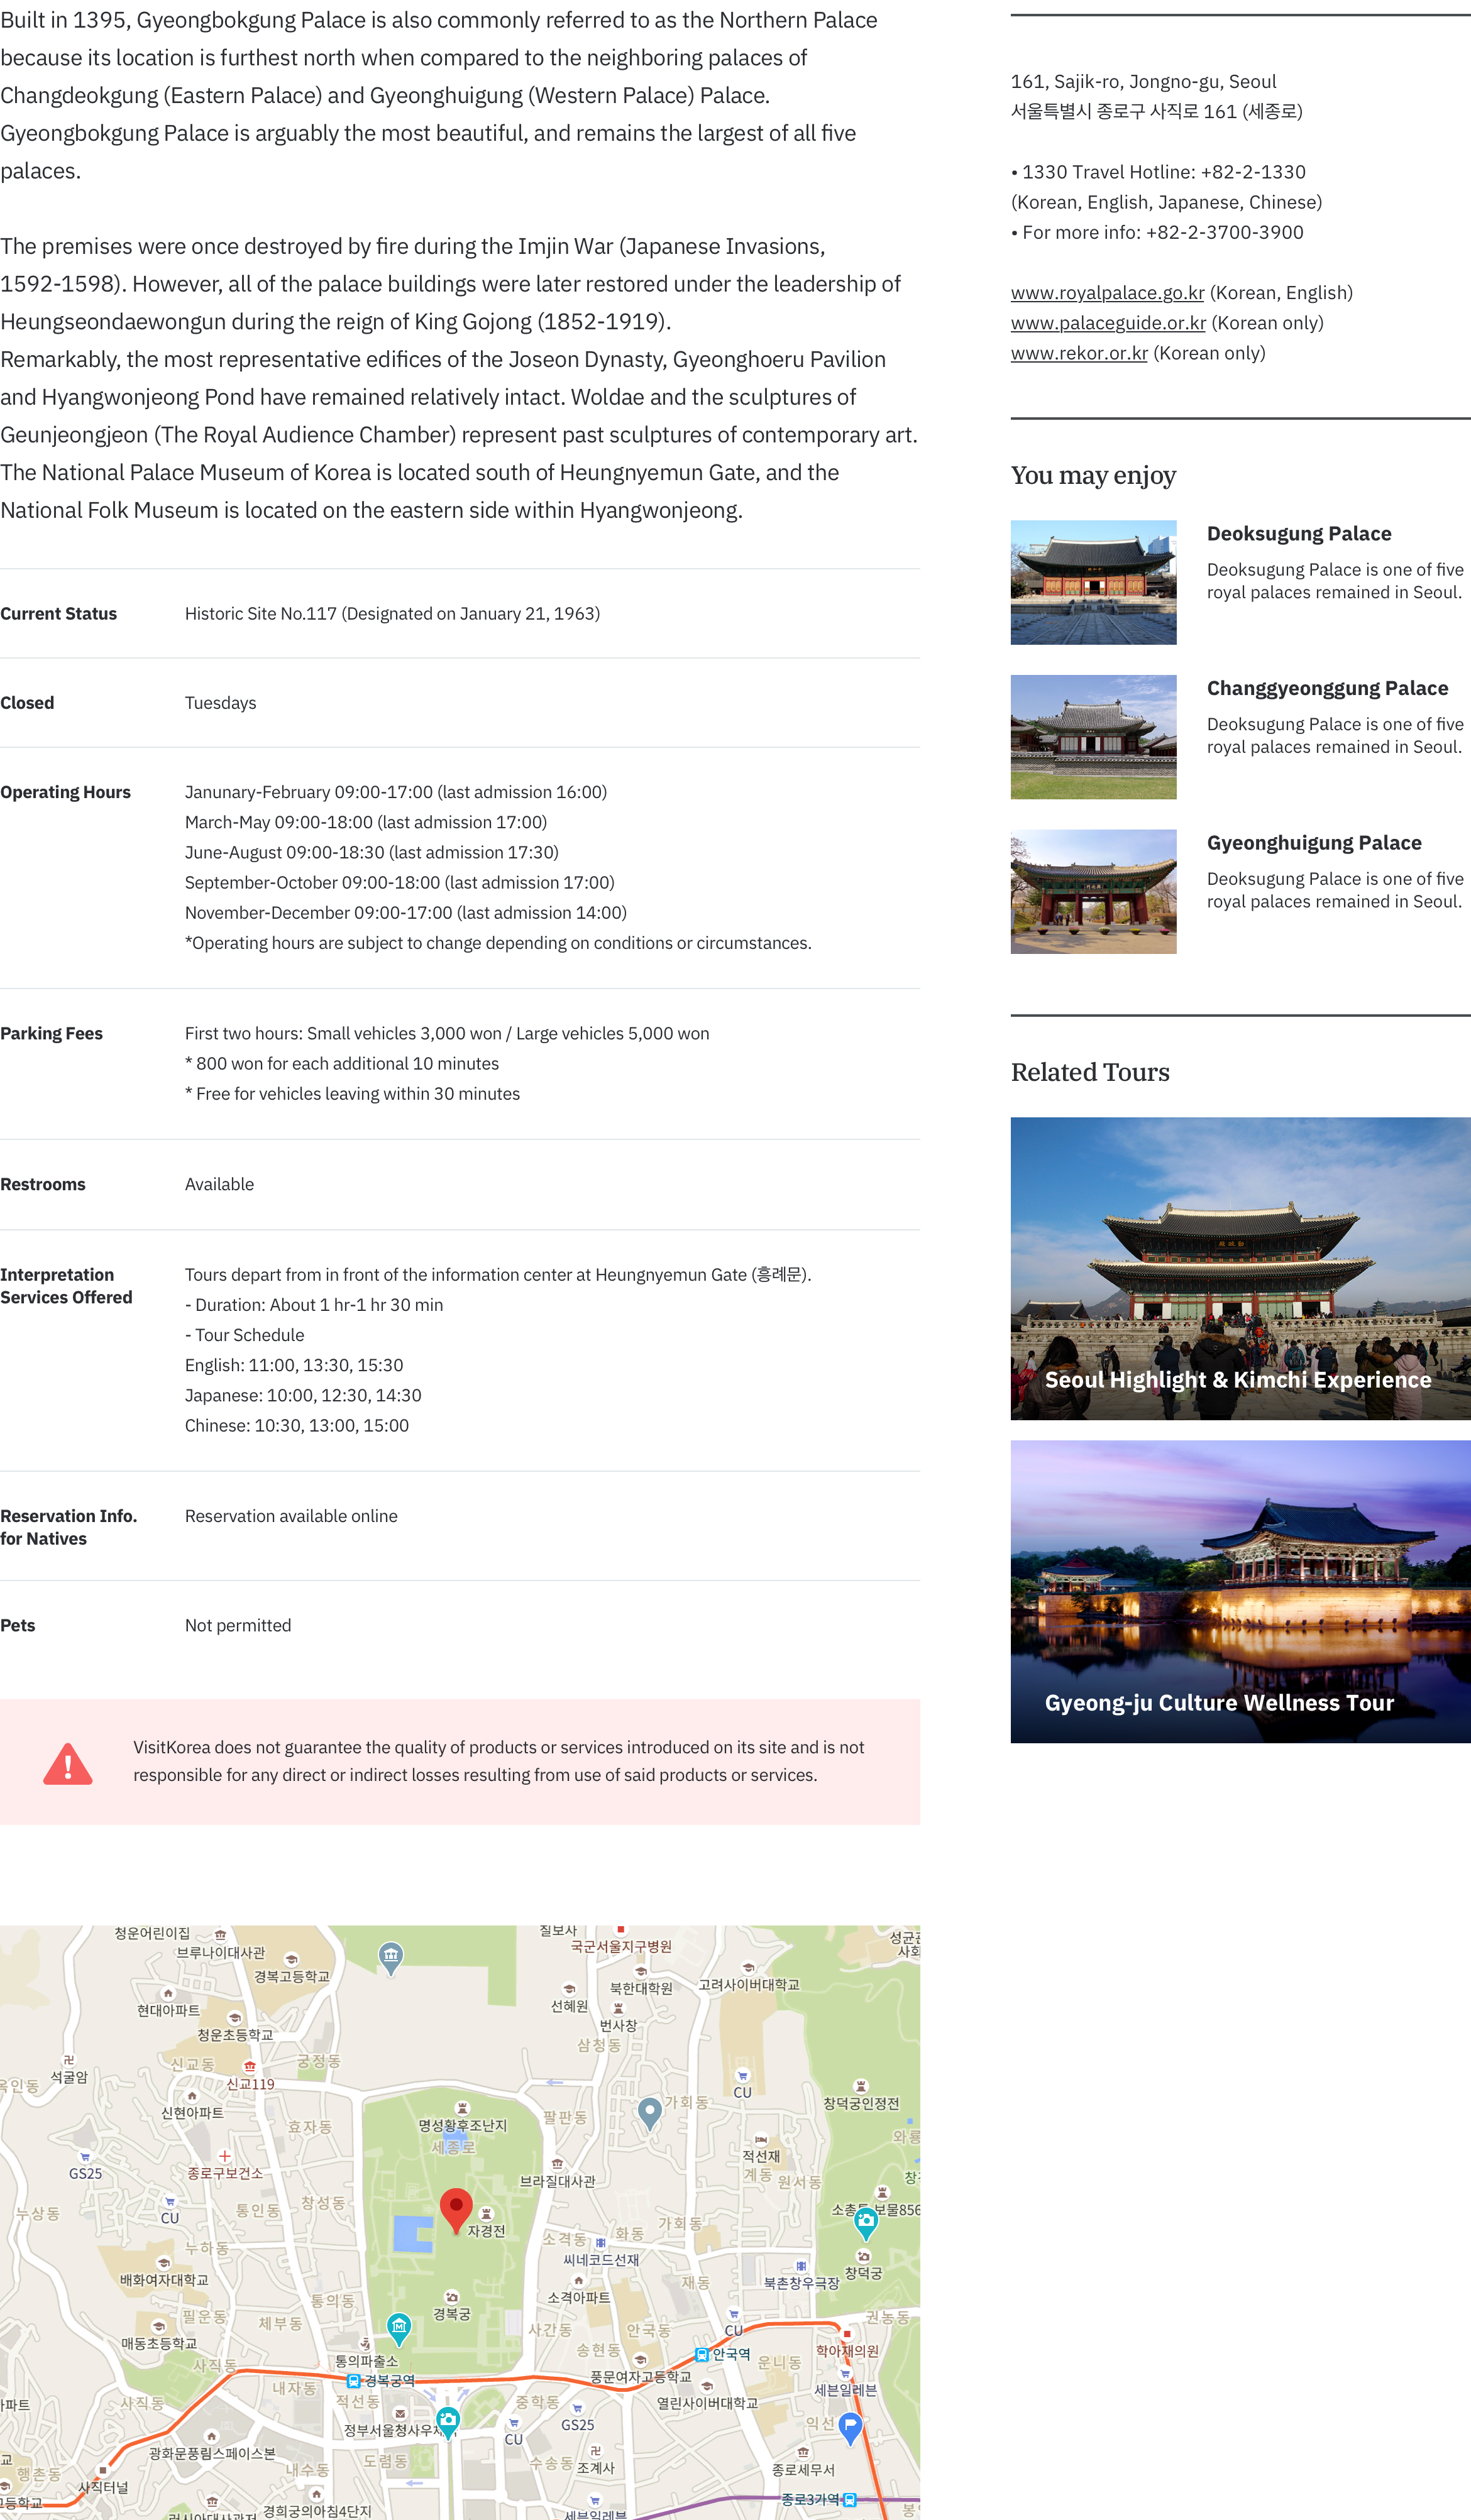 Built in 1395, Gyeongbokgung Palace is also commonly referred to as the Northern Palace
because its location is furthest north when compared to the neighboring palaces of
Changdeokgung (Eastern Palace) and Gyeonghuigung (Western Palace) Palace.
Gyeongbokgung Palace is arguably the most beautiful, and remains the largest of all five
palaces.
The premises were once destroyed by fire during the Imjin War (Japanese Invasions,
1592-1598). However, all of the palace buildings were later restored under the leadership of
Heungseondaewongun during the reign of King Gojong (1852-1919).
Remarkably, the most representative edifices of the Joseon Dynasty, Gyeonghoeru Pavilion
and Hyangwonjeong Pond have remained relatively intact. Woldae and the sculptures of
Geunjeongjeon (The Royal Audience Chamber) represent past sculptures of contemporary art.
The National Palace Museum of Korea is located south of Heungnyemun Gate, and the
National Folk Museum is located on the eastern side within Hyangwonjeong.
Current Status
Historic Site No.117 (Designated on January 21, 1963)
Closed
Tuesdays
Operating Hours
Janunary-February 09:00-17:00 (last admission 16:00)
March-May 09:00-18:00 (last admission 17:00)
June-August 09:00-18:30 (last admission 17:30)
September-October 09:00-18:00 (last admission 17:00)
November-December 09:00-17:00 (last admission 14:00)
*Operating hours are subject to change depending on conditions or circumstances.
Parking Fees
First two hours: Small vehicles 3,000 won / Large vehicles 5,000 won
* 800 won for each additional 10 minutes
* Free for vehicles leaving within 30 minutes
Restrooms
Available
Interpretation
Services Offered
Tours depart from in front of the information center at Heungnyemun Gate (흥례문).
- Duration: About 1 hr-1 hr 30 min
- Tour Schedule
English: 11:00, 13:30, 15:30
Japanese: 10:00, 12:30, 14:30
Chinese: 10:30, 13:00, 15:00
Reservation Info.
for Natives
Reservation available online
Pets
Not permitted
VisitKorea does not guarantee the quality of products or services introduced on its site and is not
responsible for any direct or indirect losses resulting from use of said products or services.
청운어린이집
브루나이대사관
경복고등학교
질보사
국군서울지구병원
북한대학원
고려사이버대학교
현대아파트
청운초등학교
선혜원
번사창
삼청동
신교동
궁정동
석굴암
신교119
신현아파트
CU
창덕궁인정전
효자동
명성황후조난지
세종로
팔판동
가회동
적선재
계동
원서동
GS25
종로구보건소
브라질대사관
누상동
CU
통인동
창성동
자경전
소격동
화동
가회동
누하동
씨네코드선재
배화여자대학교
소격아파트
재동
북촌창우극장
창덕궁
필운동
통의동
체부동
경복궁
사간동
안국동
CU
권농동
매동초등학교
통의파출소
송현동
안국역
학아재의원
사직동
경복궁역
풍문여자고등학교
운니동
내자동
적선동
중학동
열린사이버대학교
세븐일레븐
사직동
정부서울청사우체
CU
GS25
익선
광화문풍림스페이스본
도렴동
수송동
조계사
종로세무서
행촌동
사직터널
내수동
종로3가역
경희궁의아침4단지
세븐일레븐
161, Sajik-ro, Jongno-gu, Seoul
서울특별시 종로구 사직로 161 (세종로)
• 1330 Travel Hotline: +82-2-1330
(Korean, English, Japanese, Chinese)
• For more info: +82-2-3700-3900
www.royalpalace.go.kr (Korean, English)
www.palaceguide.or.kr (Korean only)
www.rekor.or.kr (Korean only)
You may enjoy
Deoksugung Palace
Deoksugung Palace is one of five
royal palaces remained in Seoul.
Changgyeonggung Palace
Deoksugung Palace is one of five
royal palaces remained in Seoul.
Gyeonghuigung Palace
Deoksugung Palace is one of five
royal palaces remained in Seoul.
Related Tours
Seoul Highlight & Kimchi Experience
Gyeong-ju Culture Wellness Tour